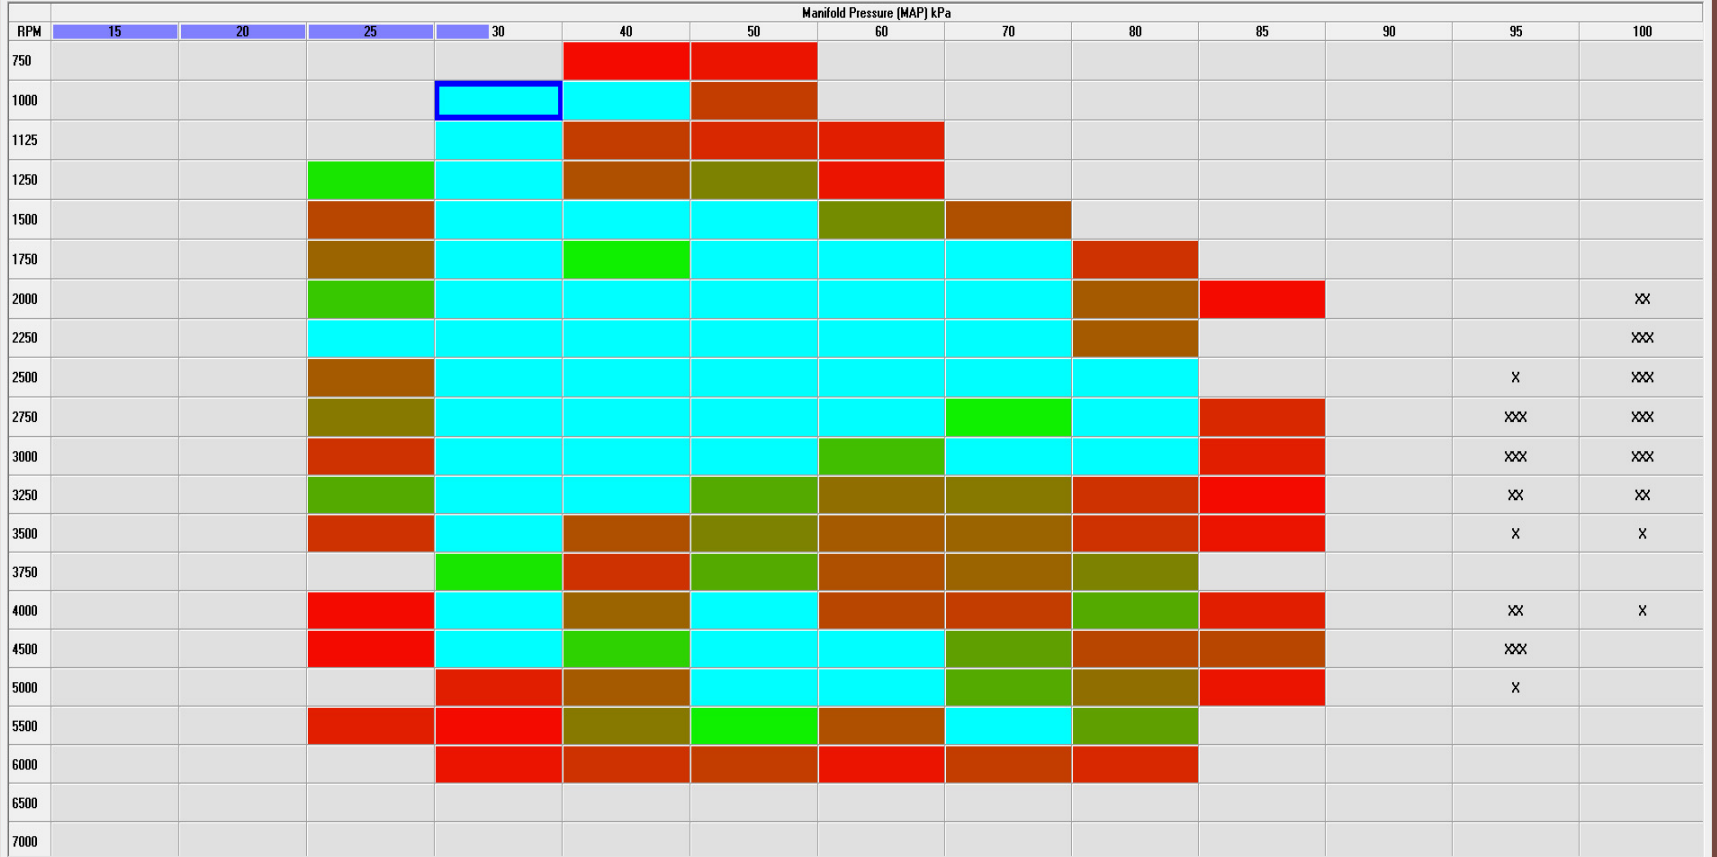 Manifold Pressure (MAP) kPa
RPM 15 20 25 30 40 50 60 70 80 85 90 95 100
750
1000
1125
1250
1500
1750
2000 XX
2250 XXX
2500 X XXX
2750 XXX XXX
3000 XXX XXX
3250 XX XX
3500 X X
3750
4000 XX X
4500 XXX
5000 X
5500
6000
6500
7000